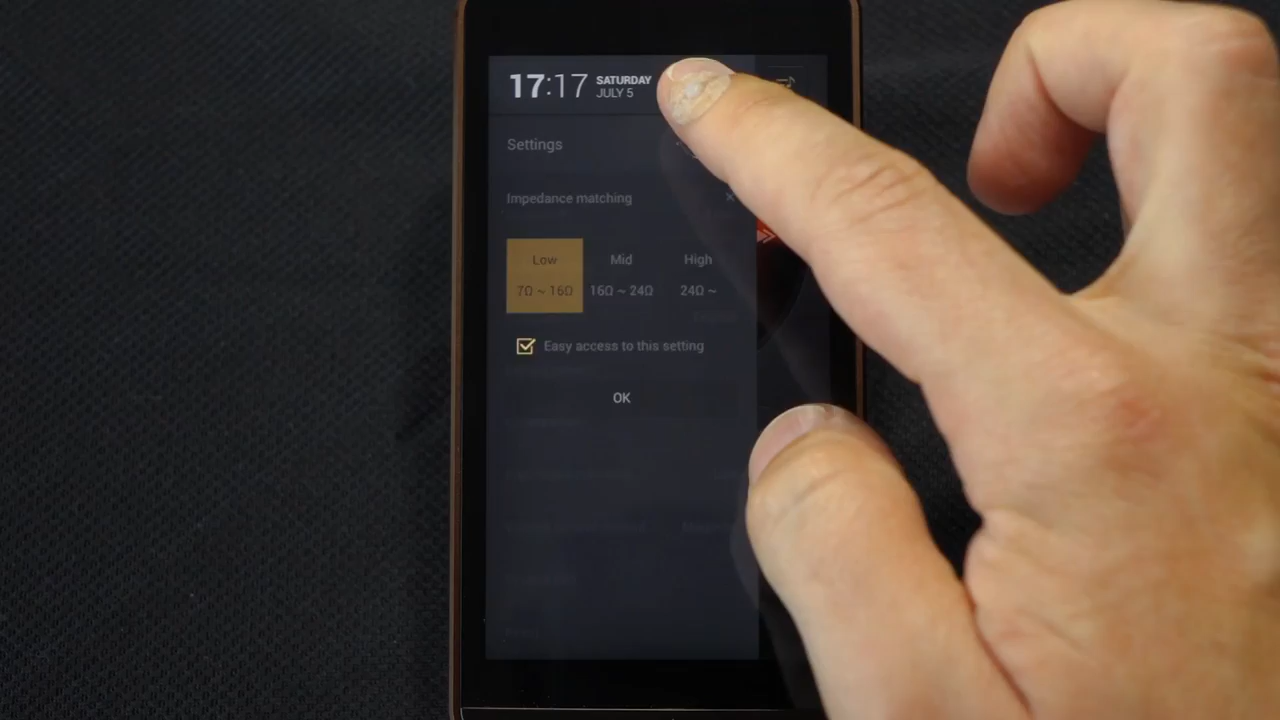 17:17 SATURDAY
JULY 5
Settings
Impedance matching
Low Mid High
7Ω ~ 16Ω 16Ω ~ 24Ω 24Ω ~
Easy access to this setting
OK